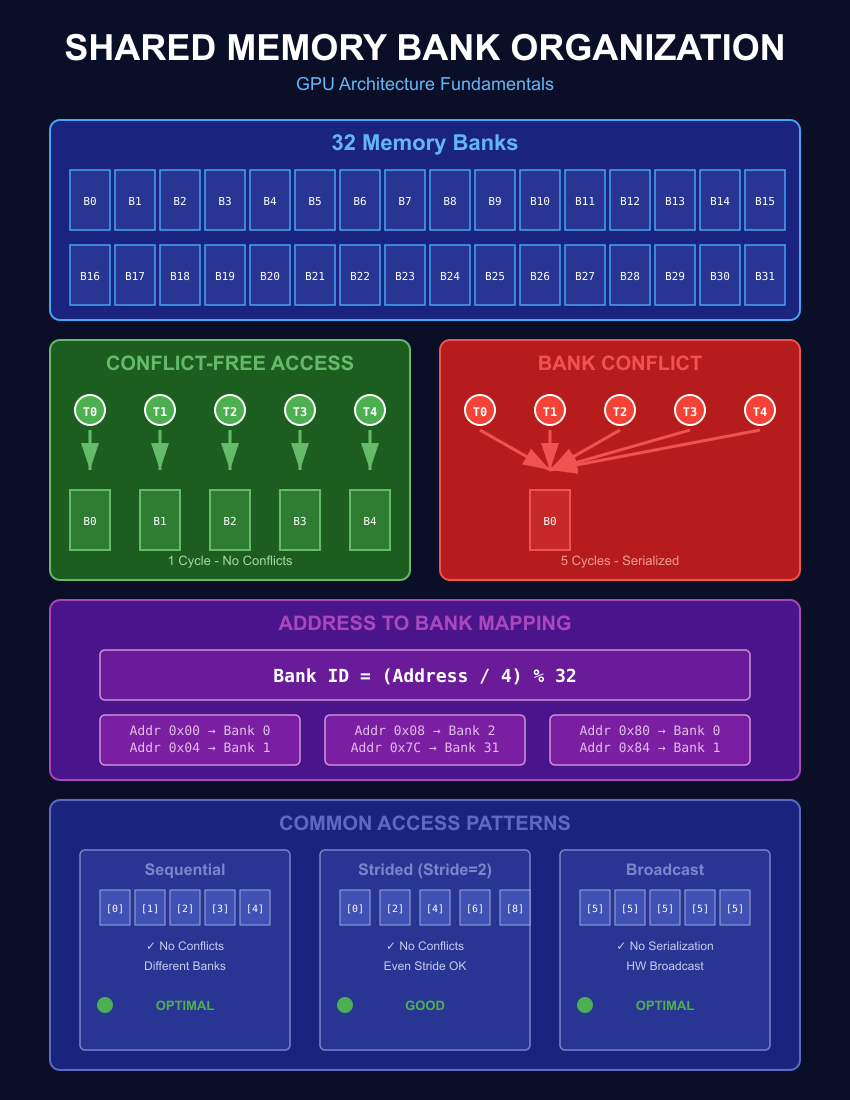 SHARED MEMORY BANK ORGANIZATION
GPU Architecture Fundamentals
32 Memory Banks
B0 B1 B2 B3 B4 B5 B6 B7 B8 B9 B10 B11 B12 B13 B14 B15
B16 B17 B18 B19 B20 B21 B22 B23 B24 B25 B26 B27 B28 B29 B30 B31
CONFLICT-FREE ACCESS
T0 T1 T2 T3 T4
B0 B1 B2 B3 B4
1 Cycle - No Conflicts
BANK CONFLICT
T0 T1 T2 T3 T4
B0
5 Cycles - Serialized
ADDRESS TO BANK MAPPING
Bank ID = (Address / 4) % 32
Addr 0x00 → Bank 0
Addr 0x04 → Bank 1
Addr 0x08 → Bank 2
Addr 0x7C → Bank 31
Addr 0x80 → Bank 0
Addr 0x84 → Bank 1
COMMON ACCESS PATTERNS
Sequential
[0] [1] [2] [3] [4]
✓ No Conflicts
Different Banks
OPTIMAL
Strided (Stride=2)
[0] [2] [4] [6] [8]
✓ No Conflicts
Even Stride OK
GOOD
Broadcast
[5] [5] [5] [5] [5]
✓ No Serialization
HW Broadcast
OPTIMAL